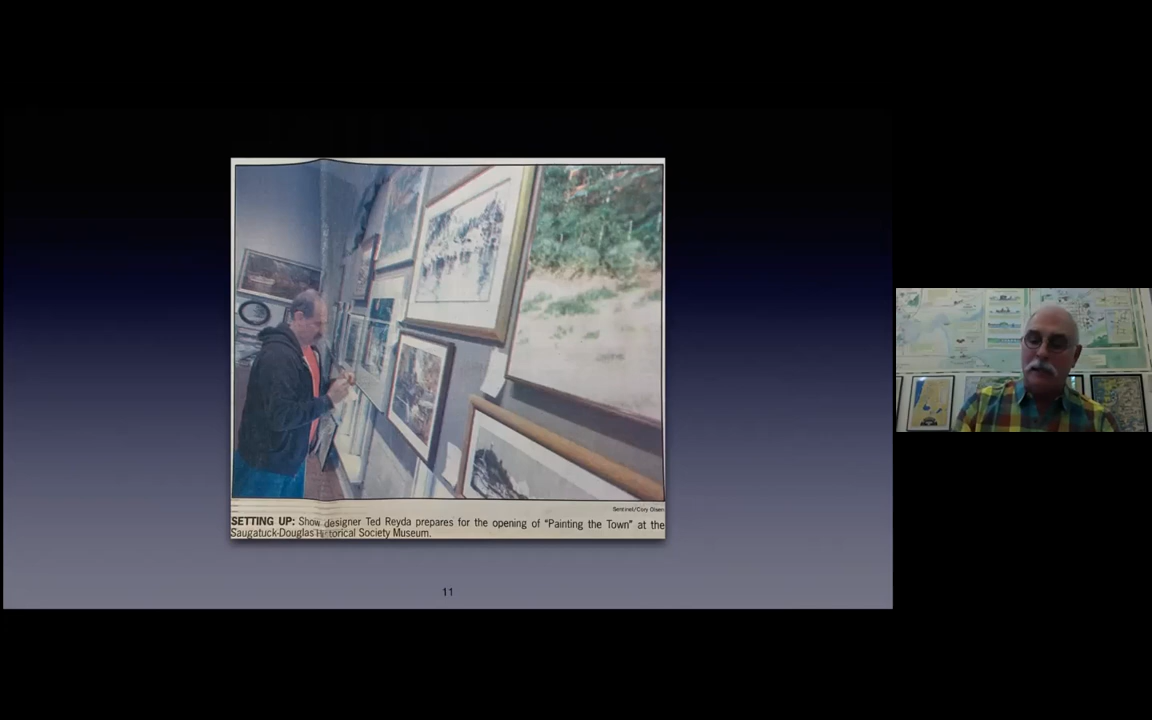 Sentinel/Cory Olsen
SETTING UP: Show designer Ted Reyda prepares for the opening of "Painting the Town" at the
Saugatuck-Douglas Historical Society Museum.
11